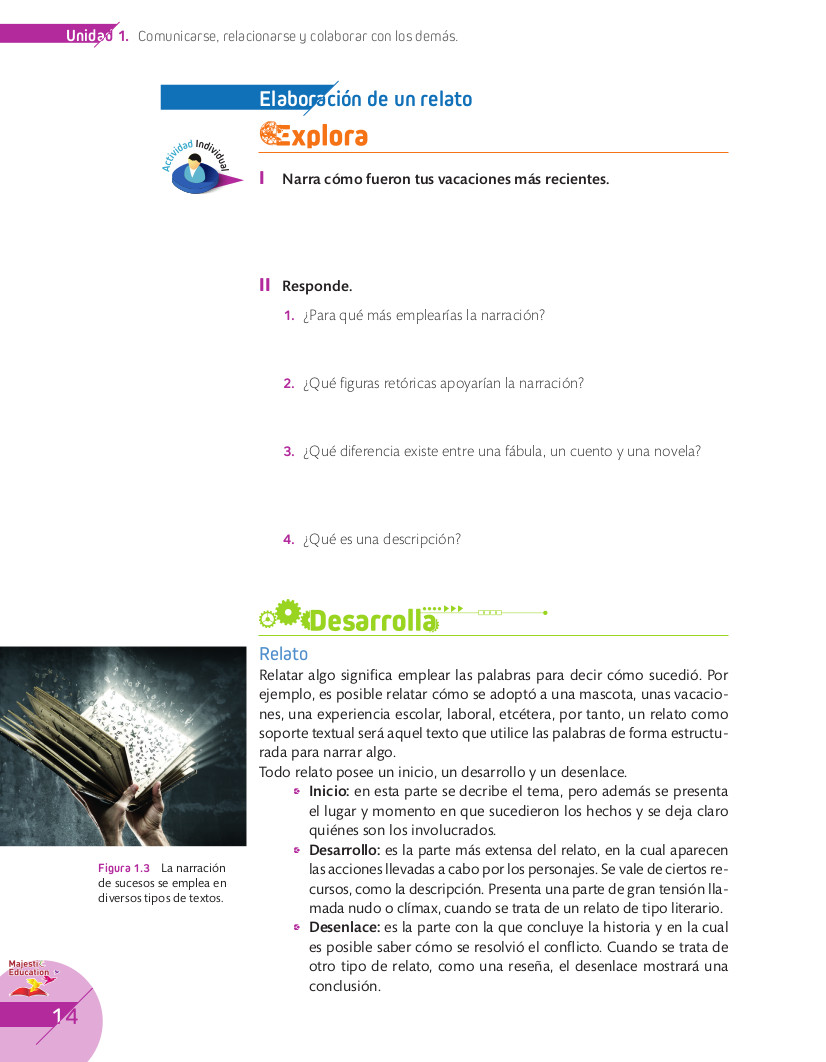 Unidad 1. Comunicarse, relacionarse y colaborar con los demás.
Elaboración de un relato
Explora
Actividad Individual
I Narra cómo fueron tus vacaciones más recientes.
II Responde.
1. ¿Para qué más emplearías la narración?
2. ¿Qué figuras retóricas apoyarían la narración?
3. ¿Qué diferencia existe entre una fábula, un cuento y una novela?
4. ¿Qué es una descripción?
Desarrolla
Relato
Relatar algo significa emplear las palabras para decir cómo sucedió. Por
ejemplo, es posible relatar cómo se adoptó a una mascota, unas vacacio-
nes, una experiencia escolar, laboral, etcétera, por tanto, un relato como
soporte textual será aquel texto que utilice las palabras de forma estructu-
rada para narrar algo.
Todo relato posee un inicio, un desarrollo y un desenlace.
Inicio: en esta parte se decribe el tema, pero además se presenta
el lugar y momento en que sucedieron los hechos y se deja claro
quiénes son los involucrados.
Desarrollo: es la parte más extensa del relato, en la cual aparecen
las acciones llevadas a cabo por los personajes. Se vale de ciertos re-
cursos, como la descripción. Presenta una parte de gran tensión lla-
mada nudo o clímax, cuando se trata de un relato de tipo literario.
Desenlace: es la parte con la que concluye la historia y en la cual
es posible saber cómo se resolvió el conflicto. Cuando se trata de
otro tipo de relato, como una reseña, el desenlace mostrará una
conclusión.
Figura 1.3 La narración
de sucesos se emplea en
diversos tipos de textos.
Majestic
Education
14